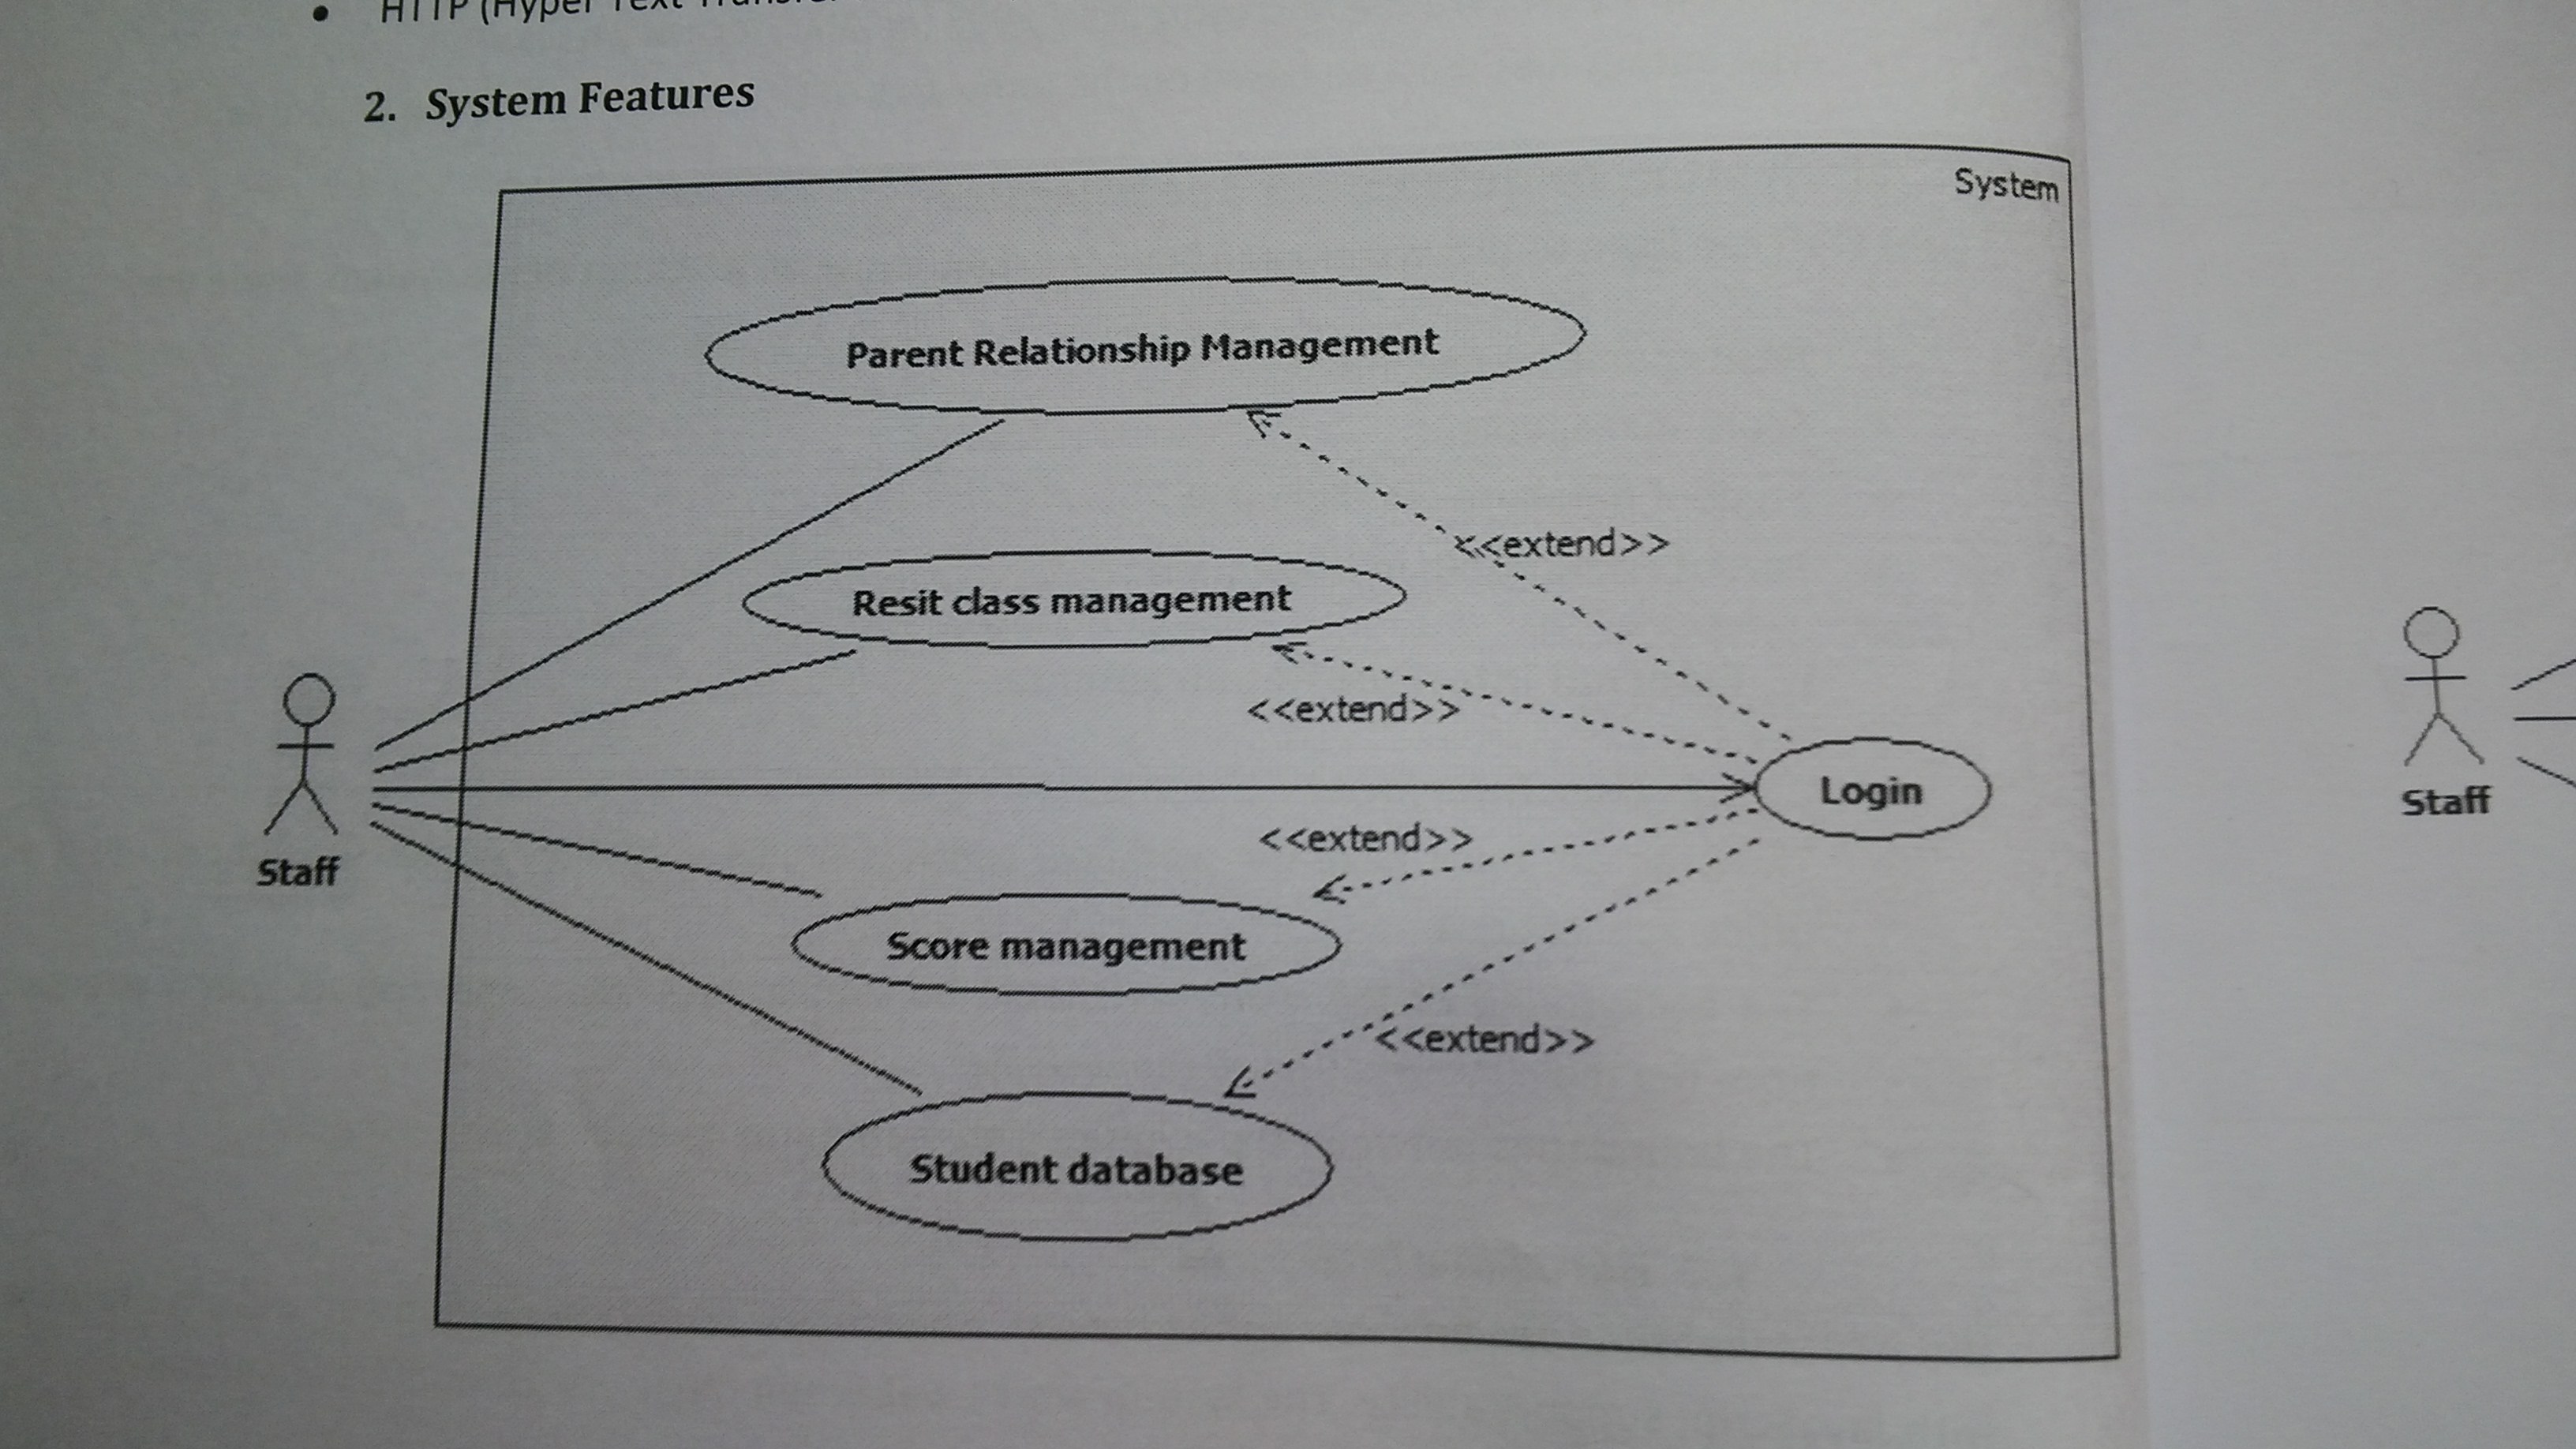 • HTTP (Hyper Text
2. System Features
System
Parent Relationship Management
<<extend>>
Resit class management
<<extend>>
Staff
Login
<<extend>>
Score management
<<extend>>
Student database
Staff